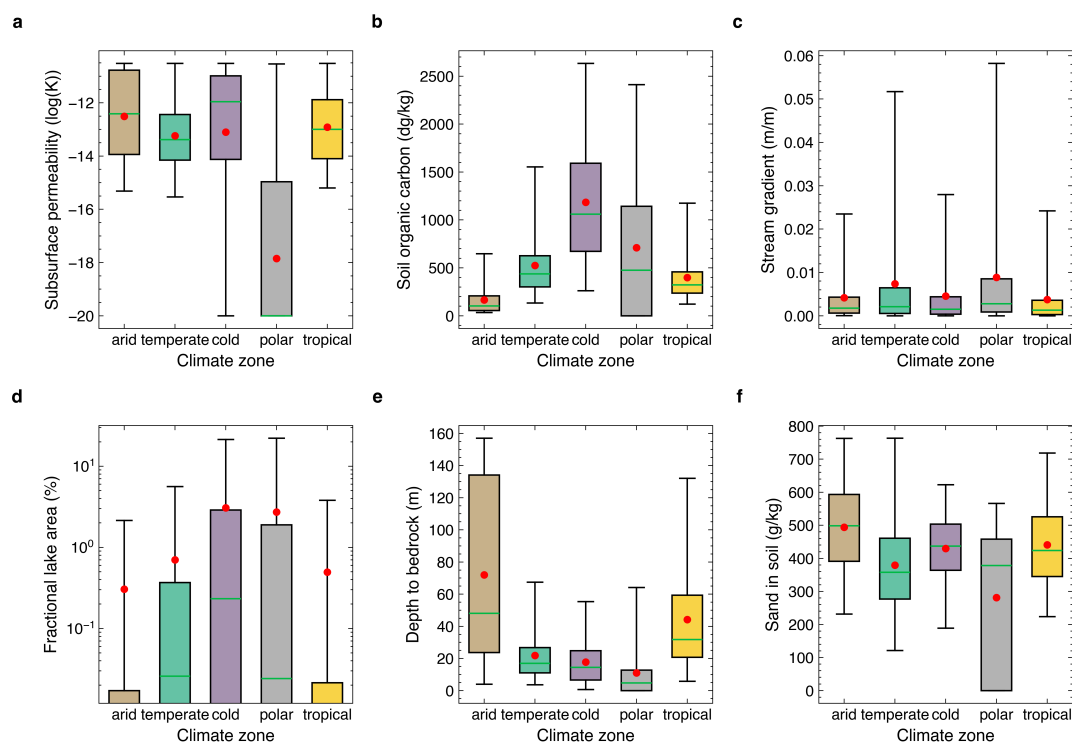 a
Subsurface permeability (log(K))
−12
−14
−16
−18
−20
arid temperate cold polar tropical
Climate zone
b
Soil organic carbon (dg/kg)
2500
2000
1500
1000
500
0
arid temperate cold polar tropical
Climate zone
c
Stream gradient (m/m)
0.06
0.05
0.04
0.03
0.02
0.01
0.00
arid temperate cold polar tropical
Climate zone
d
Fractional lake area (%)
10^1
10^0
10^−1
arid temperate cold polar tropical
Climate zone
e
Depth to bedrock (m)
160
140
120
100
80
60
40
20
0
arid temperate cold polar tropical
Climate zone
f
Sand in soil (g/kg)
800
700
600
500
400
300
200
100
0
arid temperate cold polar tropical
Climate zone